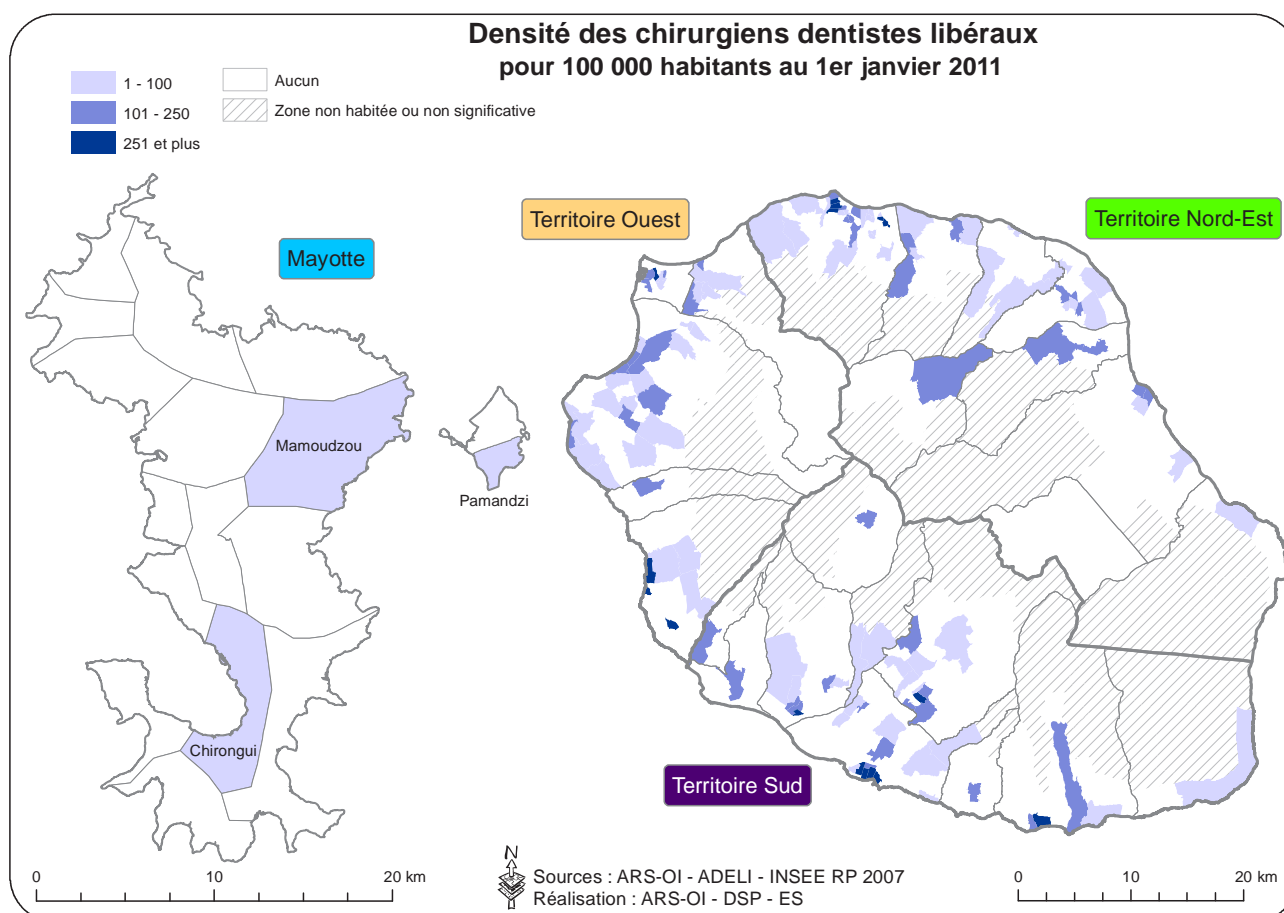 Densité des chirurgiens dentistes libéraux
pour 100 000 habitants au 1er janvier 2011
1 - 100
101 - 250
251 et plus
Aucun
Zone non habitée ou non significative
Territoire Ouest
Territoire Nord-Est
Mayotte
Mamoudzou
Pamandzi
Chirongui
Territoire Sud
0 10 20 km
N
Sources : ARS-OI - ADELI - INSEE RP 2007
Réalisation : ARS-OI - DSP - ES
0 10 20 km